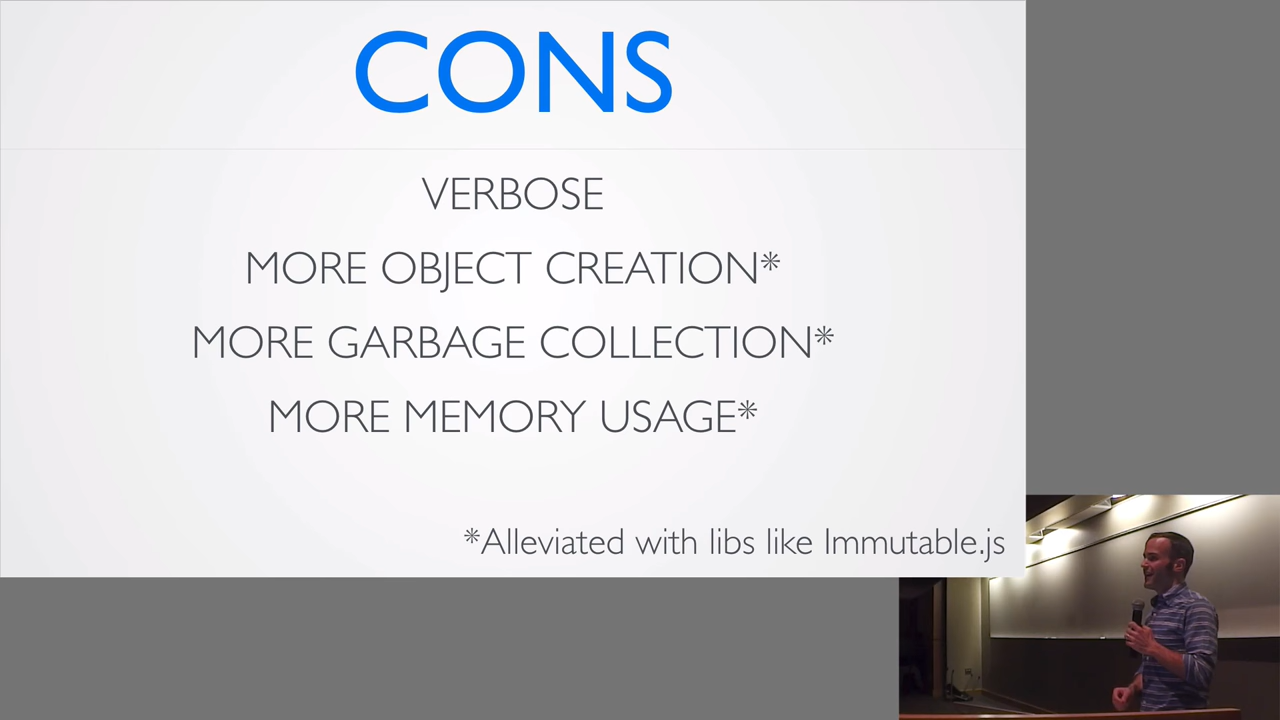 CONS
VERBOSE
MORE OBJECT CREATION*
MORE GARBAGE COLLECTION*
MORE MEMORY USAGE*
*Alleviated with libs like Immutable.js